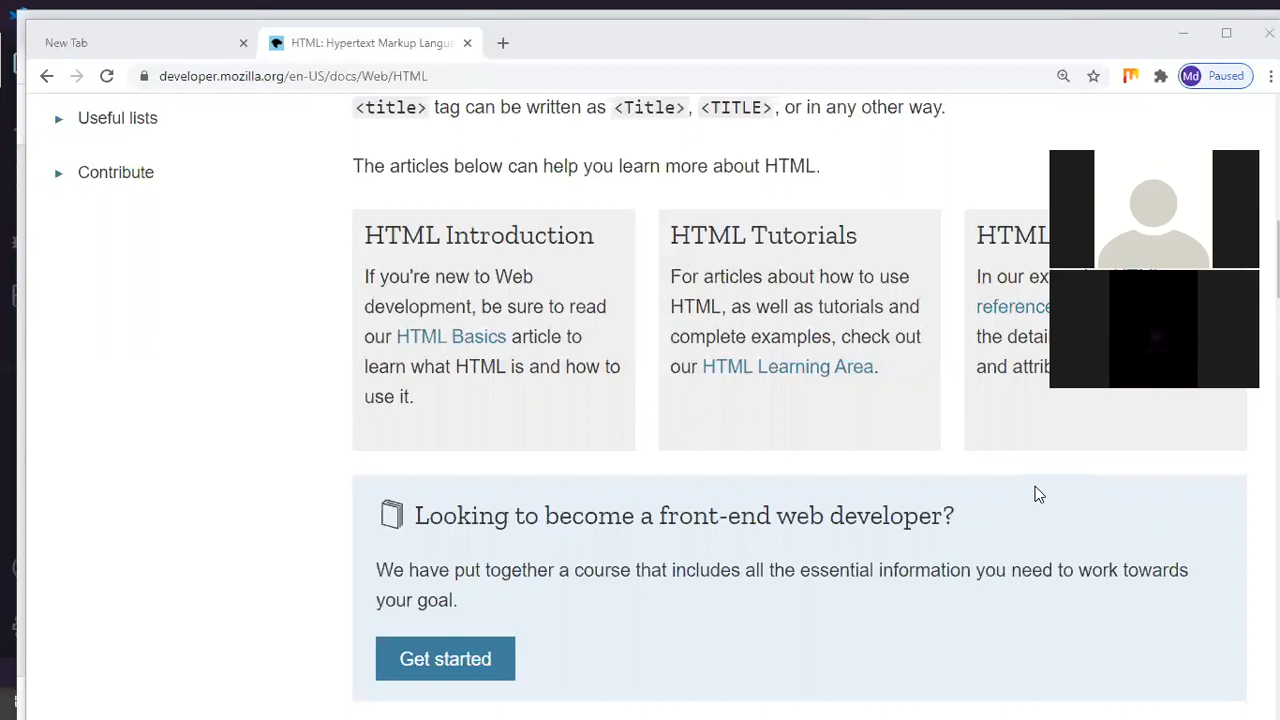 New Tab
HTML: Hypertext Markup Langu
developer.mozilla.org/en-US/docs/Web/HTML
Md Paused
Useful lists
Contribute
<title> tag can be written as <Title>, <TITLE>, or in any other way.
The articles below can help you learn more about HTML.
HTML Introduction
If you're new to Web
development, be sure to read
our HTML Basics article to
learn what HTML is and how to
use it.
HTML Tutorials
For articles about how to use
HTML, as well as tutorials and
complete examples, check out
our HTML Learning Area.
HTML
In our ex
reference
the detai
and attrib
Looking to become a front-end web developer?
We have put together a course that includes all the essential information you need to work towards
your goal.
Get started